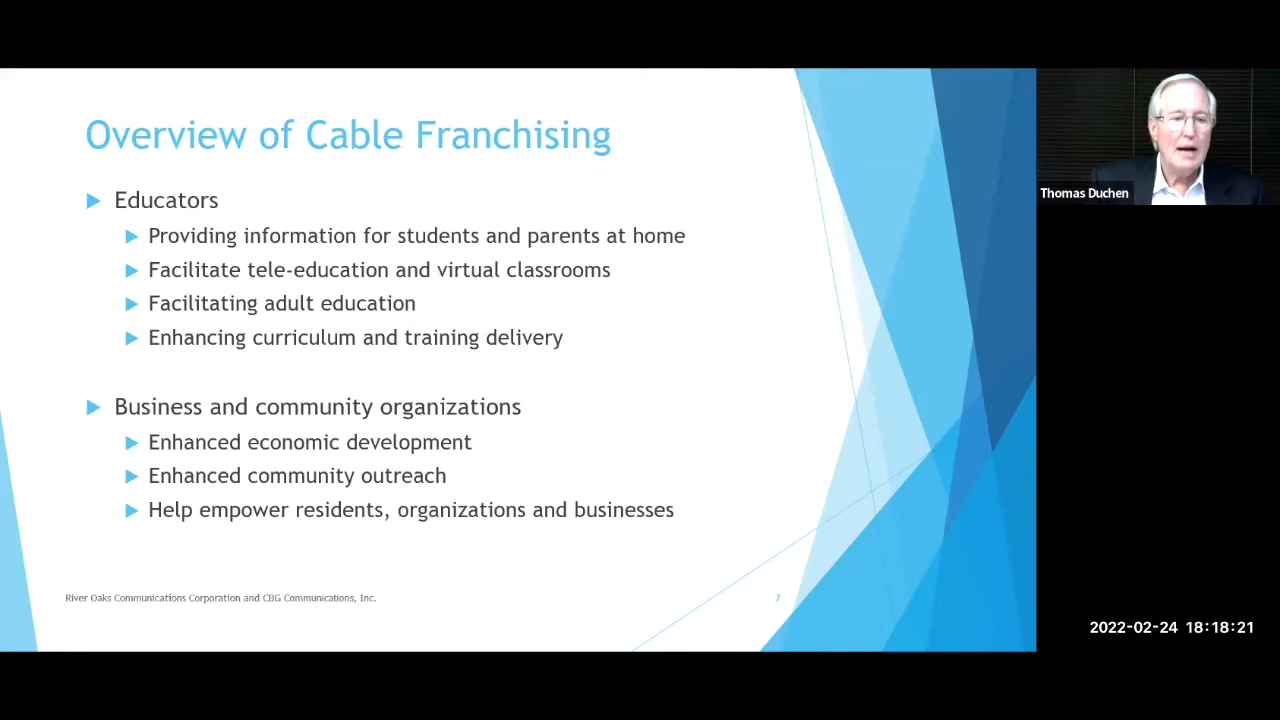 Overview of Cable Franchising
Educators
Providing information for students and parents at home
Facilitate tele-education and virtual classrooms
Facilitating adult education
Enhancing curriculum and training delivery
Business and community organizations
Enhanced economic development
Enhanced community outreach
Help empower residents, organizations and businesses
River Oaks Communications Corporation and CBG Communications, Inc.
7
Thomas Duchen
2022-02-24 18:18:21